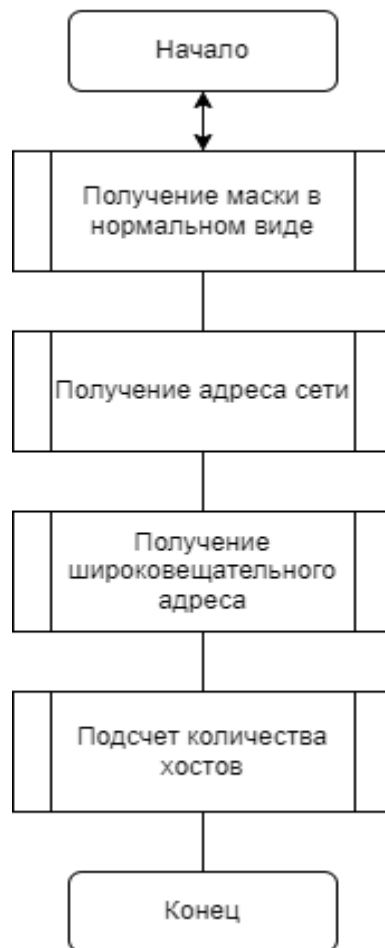 Начало
Получение маски в
нормальном виде
Получение адреса сети
Получение
широковещательного
адреса
Подсчет количества
хостов
Конец